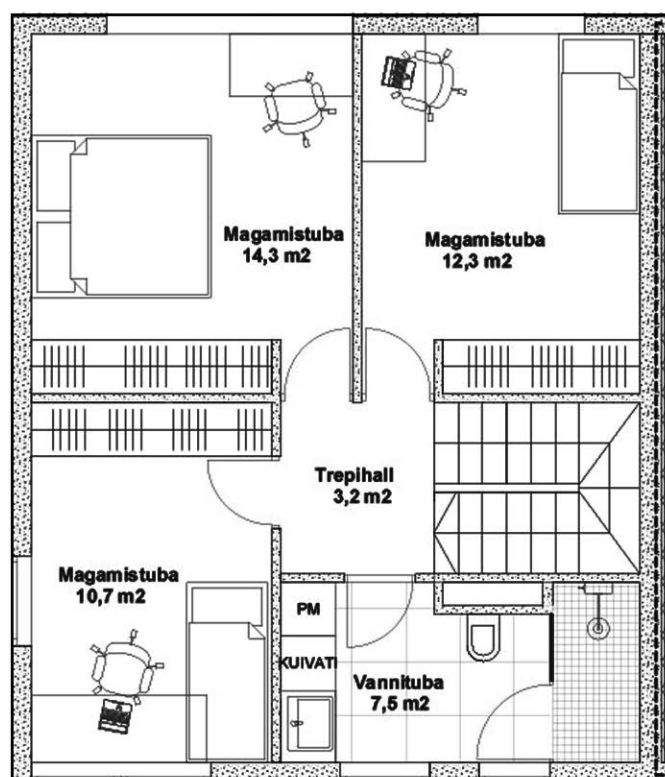 Magamistuba
14,3 m2
Magamistuba
12,3 m2
Trepihall
3,2 m2
Magamistuba
10,7 m2
PM
KUIVATI
Vannituba
7,5 m2